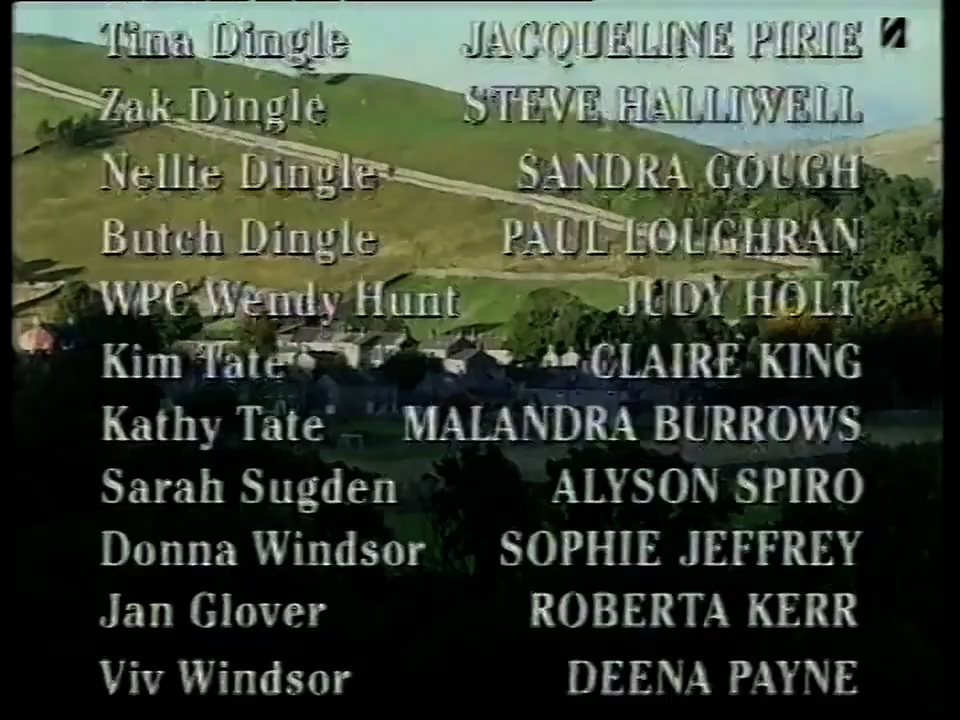 Tina Dingle JACQUELINE PIRIE
Zak Dingle STEVE HALLIWELL
Nellie Dingle SANDRA GOUGH
Butch Dingle PAUL LOUGHRAN
WPC Wendy Hunt JUDY HOLT
Kim Tate CLAIRE KING
Kathy Tate MALANDRA BURROWS
Sarah Sugden ALYSON SPIRO
Donna Windsor SOPHIE JEFFREY
Jan Glover ROBERTA KERR
Viv Windsor DEENA PAYNE